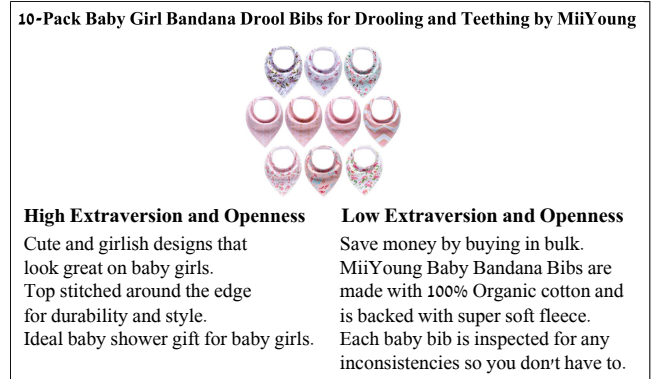 10-Pack Baby Girl Bandana Drool Bibs for Drooling and Teething by MiiYoung
High Extraversion and Openness
Cute and girlish designs that
look great on baby girls.
Top stitched around the edge
for durability and style.
Ideal baby shower gift for baby girls.
Low Extraversion and Openness
Save money by buying in bulk.
MiiYoung Baby Bandana Bibs are
made with 100% Organic cotton and
is backed with super soft fleece.
Each baby bib is inspected for any
inconsistencies so you don't have to.